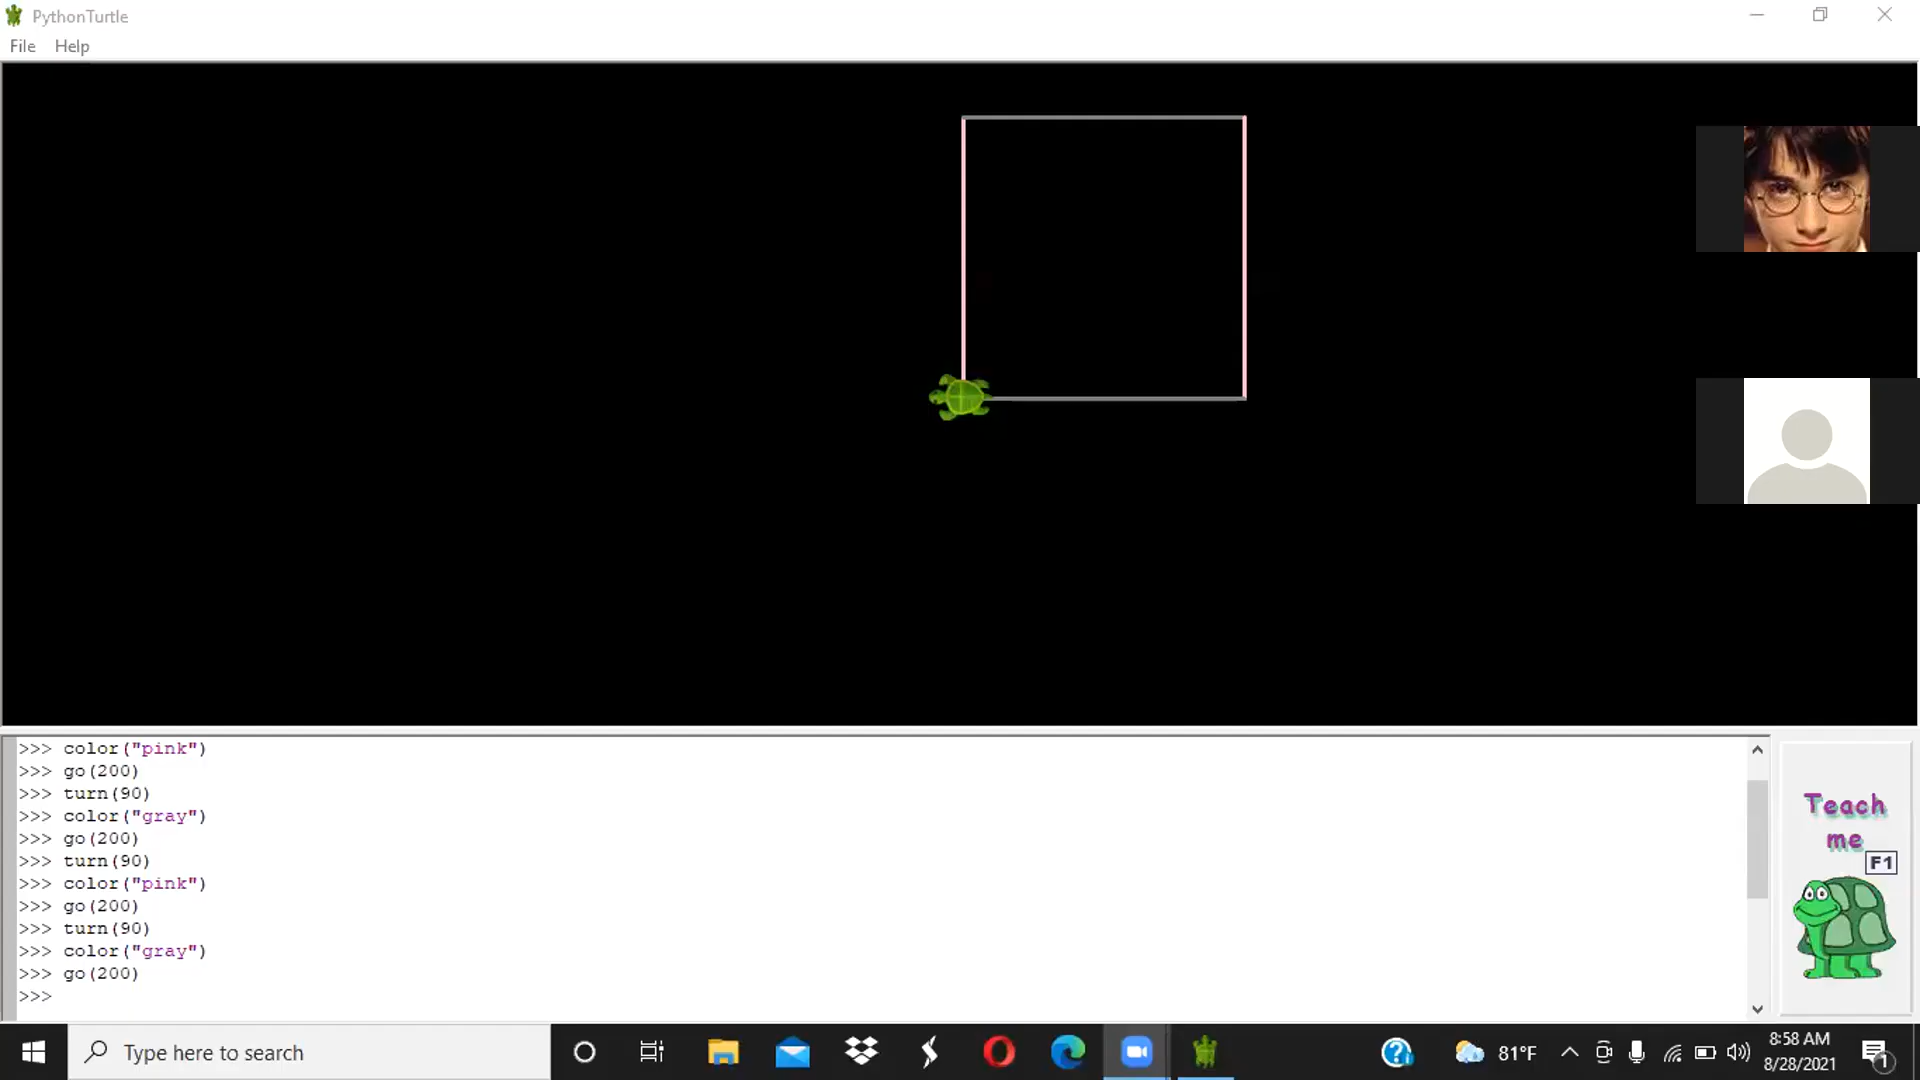 PythonTurtle
File Help
>>> color("pink")
>>> go(200)
>>> turn(90)
>>> color("gray")
>>> go(200)
>>> turn(90)
>>> color("pink")
>>> go(200)
>>> turn(90)
>>> color("gray")
>>> go(200)
>>>
Teach
me
F1
Type here to search
81°F
8:58 AM
8/28/2021
1